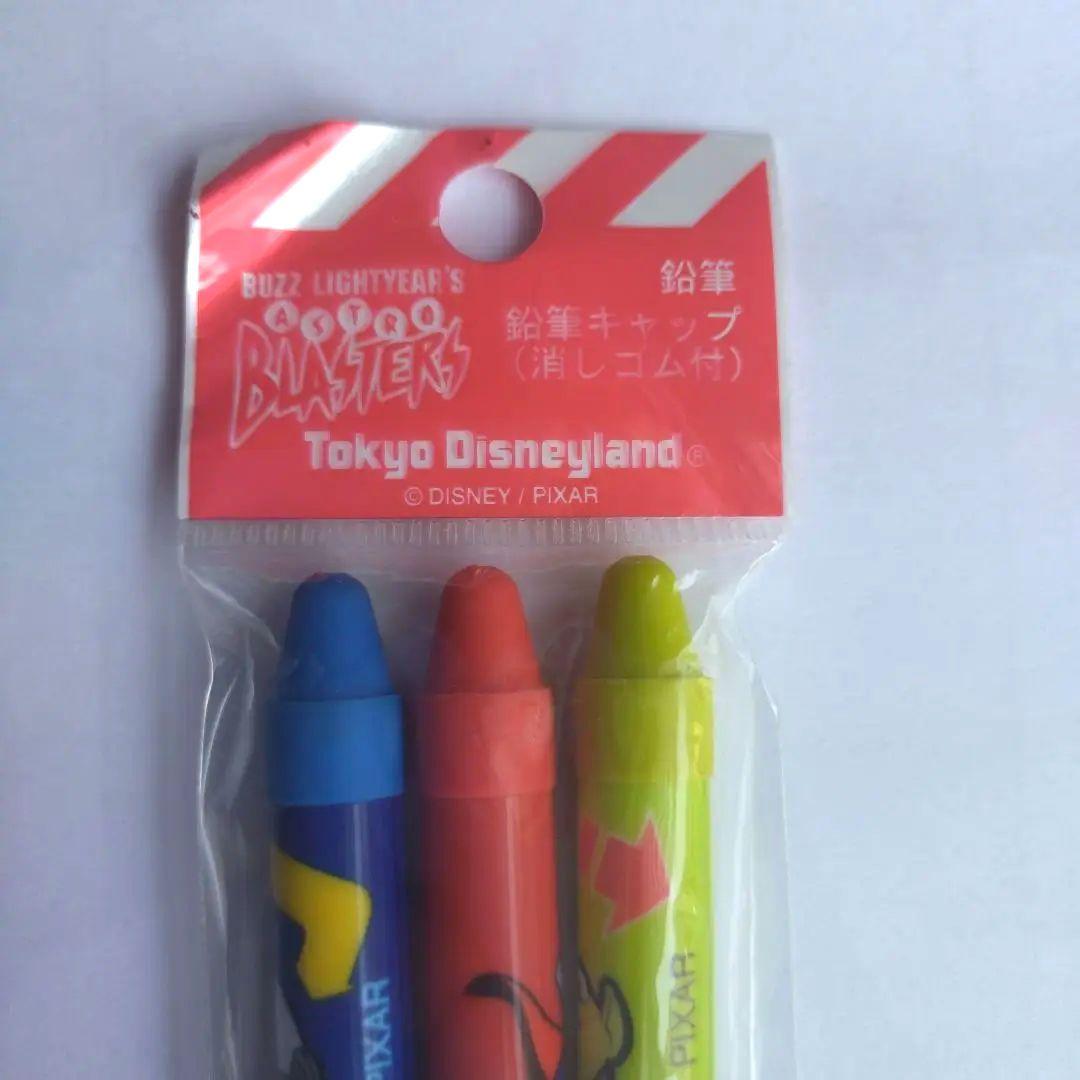 BUZZ LIGHTYEAR'S
ASTRO
BLASTERS
鉛筆
鉛筆キャップ
(消しゴム付)
Tokyo Disneyland®
© DISNEY / PIXAR
PIXAR
PIXAR